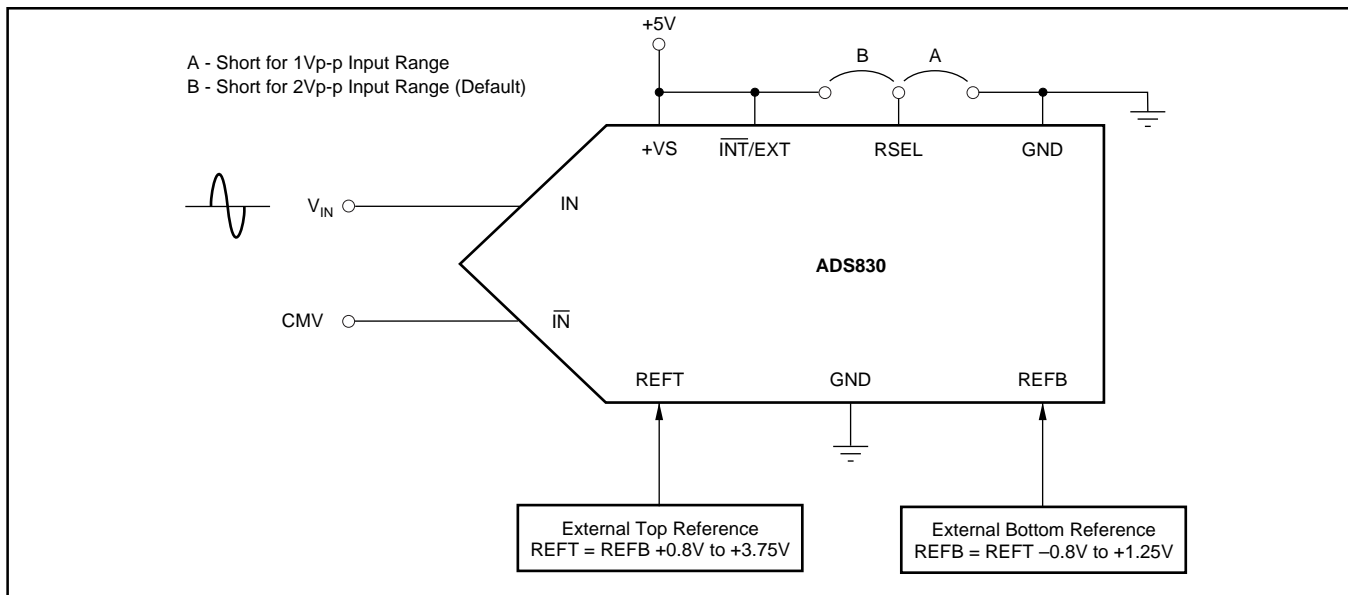 +5V
A - Short for 1Vp-p Input Range
B - Short for 2Vp-p Input Range (Default)
B
A
+VS
INT/EXT
RSEL
GND
VIN
IN
ADS830
CMV
IN
REFT
GND
REFB
External Top Reference
REFT = REFB +0.8V to +3.75V
External Bottom Reference
REFB = REFT –0.8V to +1.25V